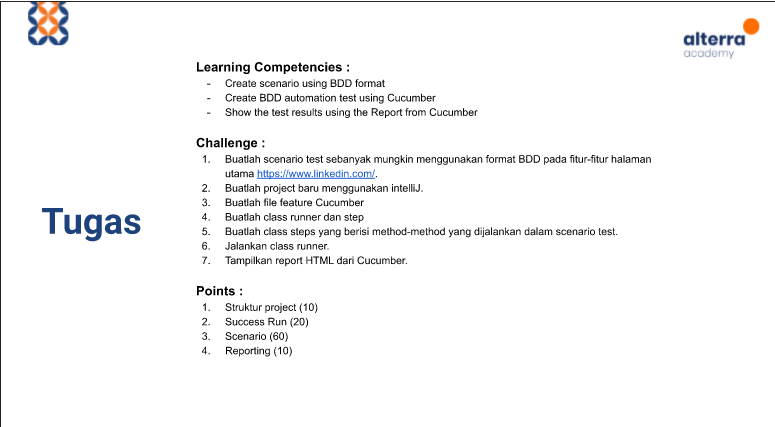 alterra
academy
Learning Competencies :
- Create scenario using BDD format
- Create BDD automation test using Cucumber
- Show the test results using the Report from Cucumber
Challenge :
1. Buatlah scenario test sebanyak mungkin menggunakan format BDD pada fitur-fitur halaman
utama https://www.linkedin.com/.
2. Buatlah project baru menggunakan intelliJ.
3. Buatlah file feature Cucumber
4. Buatlah class runner dan step
5. Buatlah class steps yang berisi method-method yang dijalankan dalam scenario test.
6. Jalankan class runner.
7. Tampilkan report HTML dari Cucumber.
Tugas
Points :
1. Struktur project (10)
2. Success Run (20)
3. Scenario (60)
4. Reporting (10)